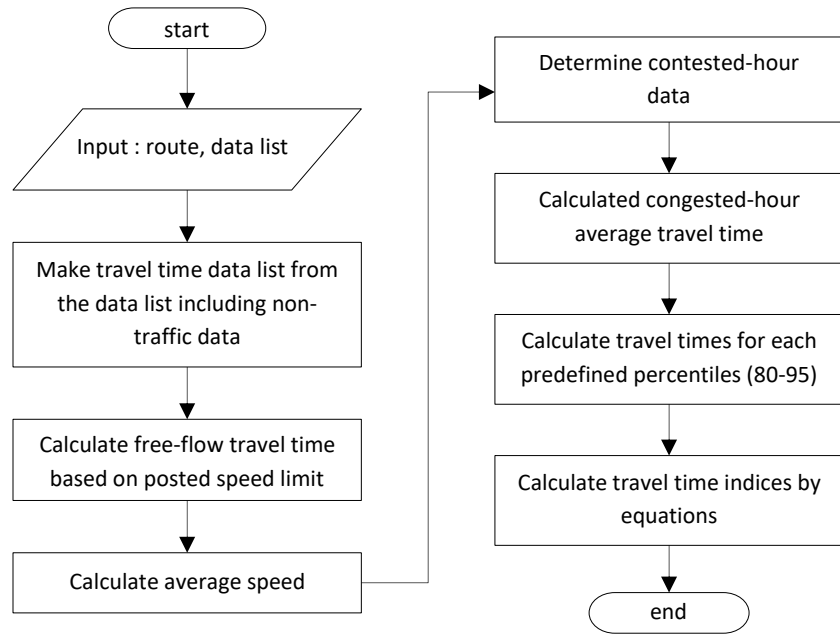 start
Input : route, data list
Make travel time data list from
the data list including non-
traffic data
Calculate free-flow travel time
based on posted speed limit
Calculate average speed
Determine contested-hour
data
Calculated congested-hour
average travel time
Calculate travel times for each
predefined percentiles (80-95)
Calculate travel time indices by
equations
end